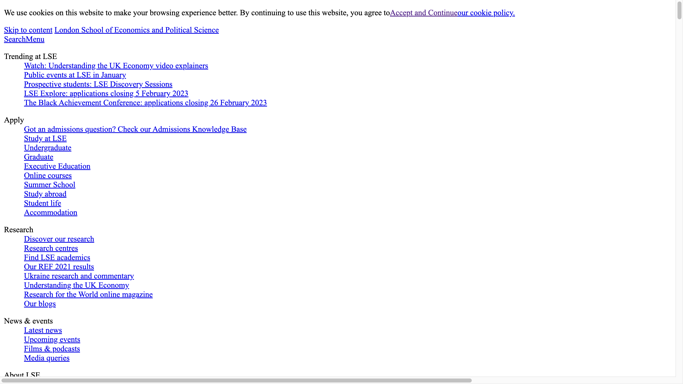 We use cookies on this website to make your browsing experience better. By continuing to use this website, you agree toAccept and Continueour cookie policy.
Skip to content London School of Economics and Political Science
SearchMenu
Trending at LSE
Watch: Understanding the UK Economy video explainers
Public events at LSE in January
Prospective students: LSE Discovery Sessions
LSE Explore: applications closing 5 February 2023
The Black Achievement Conference: applications closing 26 February 2023
Apply
Got an admissions question? Check our Admissions Knowledge Base
Study at LSE
Undergraduate
Graduate
Executive Education
Online courses
Summer School
Study abroad
Student life
Accommodation
Research
Discover our research
Research centres
Find LSE academics
Our REF 2021 results
Ukraine research and commentary
Understanding the UK Economy
Research for the World online magazine
Our blogs
News & events
Latest news
Upcoming events
Films & podcasts
Media queries
About LSE